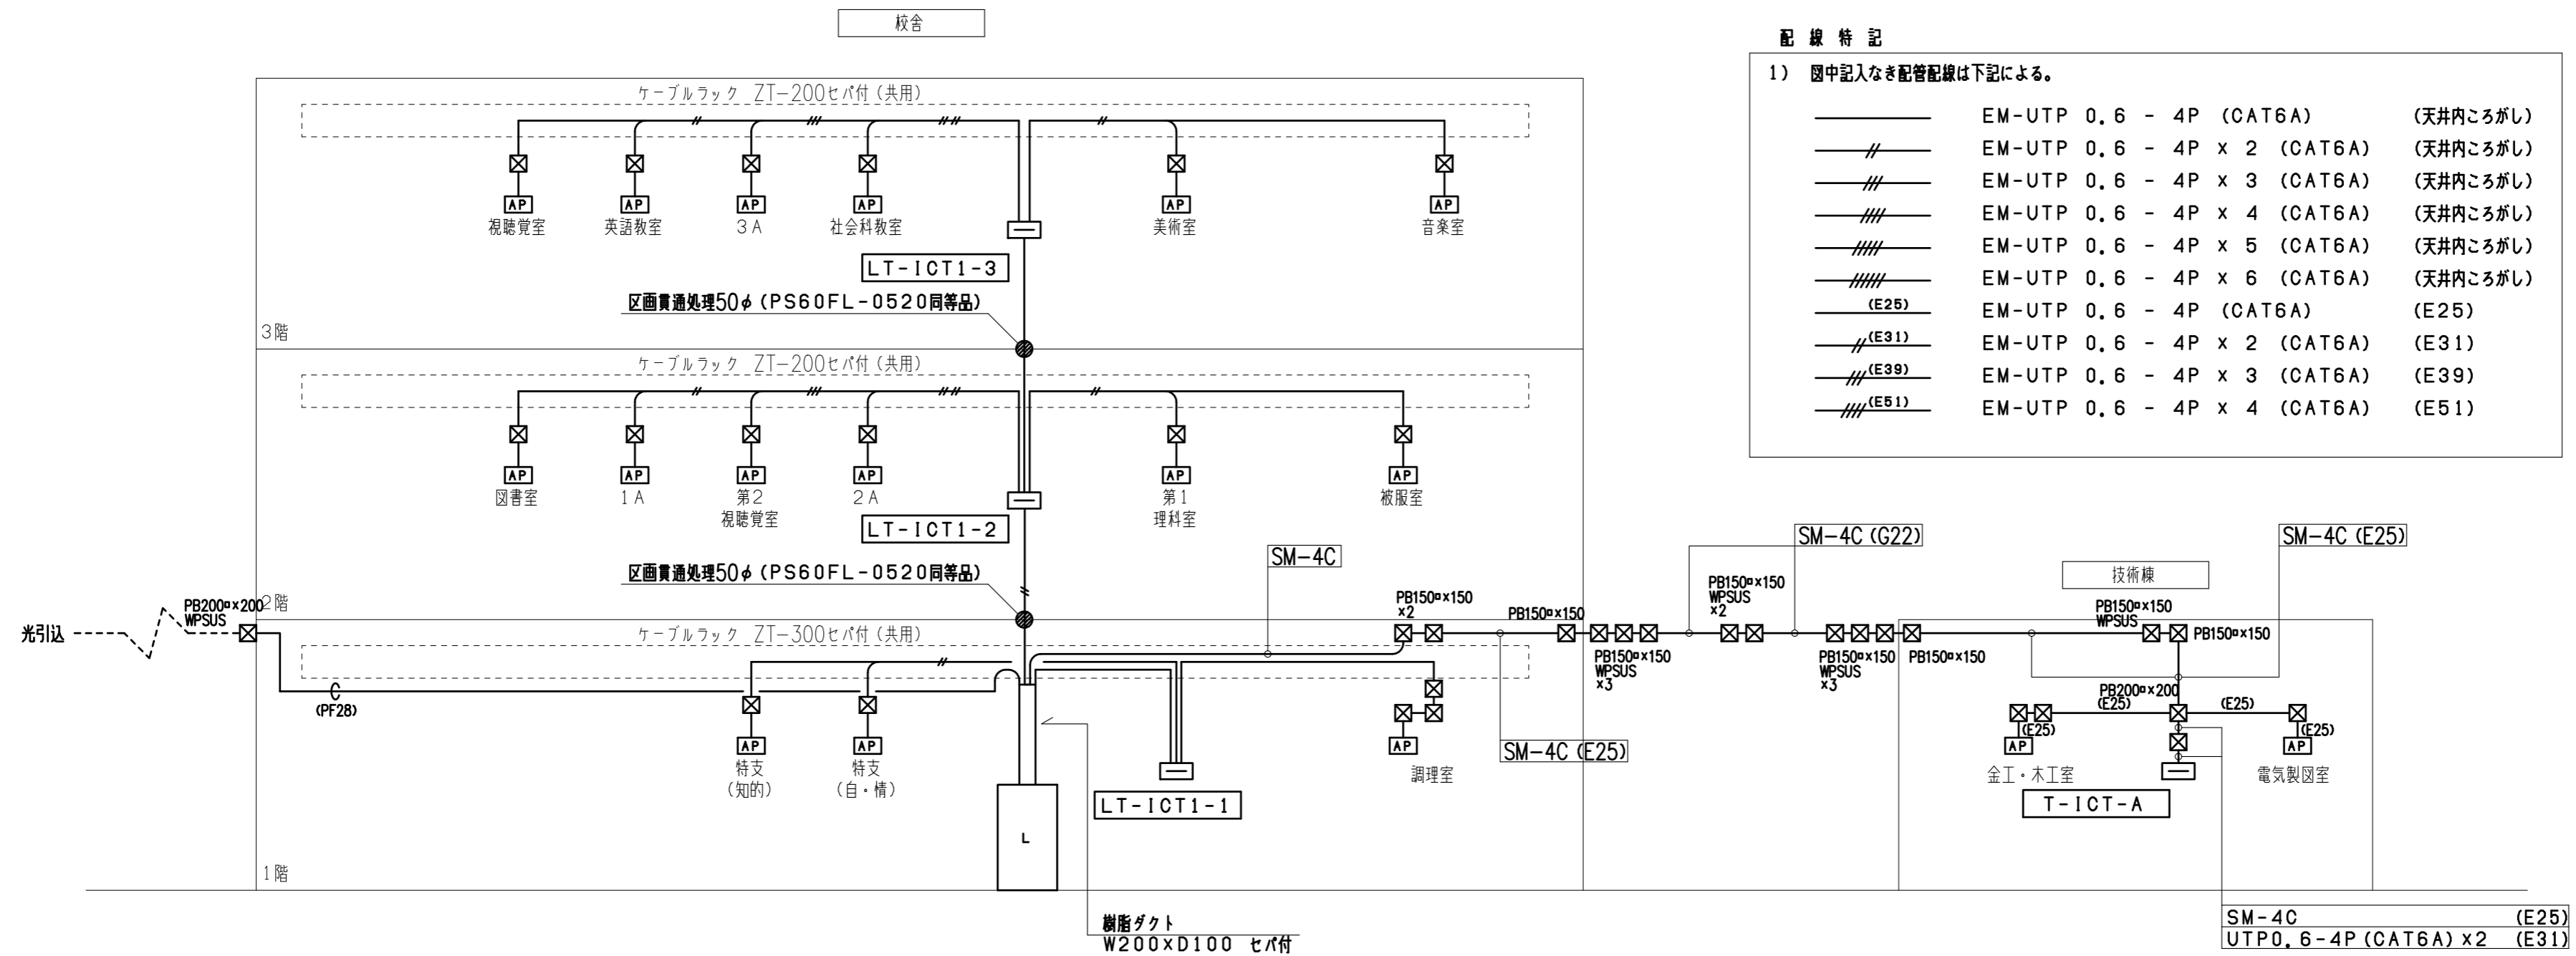 校舎
配 線 特 記
1) 図中記入なき配管配線は下記による。
EM-UTP 0.6 - 4P (CAT6A) (天井内ころがし)
EM-UTP 0.6 - 4P x 2 (CAT6A) (天井内ころがし)
EM-UTP 0.6 - 4P x 3 (CAT6A) (天井内ころがし)
EM-UTP 0.6 - 4P x 4 (CAT6A) (天井内ころがし)
EM-UTP 0.6 - 4P x 5 (CAT6A) (天井内ころがし)
EM-UTP 0.6 - 4P x 6 (CAT6A) (天井内ころがし)
(E25) EM-UTP 0.6 - 4P (CAT6A) (E25)
(E31) EM-UTP 0.6 - 4P x 2 (CAT6A) (E31)
(E39) EM-UTP 0.6 - 4P x 3 (CAT6A) (E39)
(E51) EM-UTP 0.6 - 4P x 4 (CAT6A) (E51)
ケーブルラック ZT-200セパ付(共用)
AP AP AP AP AP AP
視聴覚室 英語教室 3A 社会科教室 美術室 音楽室
LT-ICT1-3
区画貫通処理50φ(PS60FL-0520同等品)
3階
ケーブルラック ZT-200セパ付(共用)
AP AP AP AP AP AP
図書室 1A 第2 2A 第1 被服室
視聴覚室 理科室
LT-ICT1-2
区画貫通処理50φ(PS60FL-0520同等品)
2階
SM-4C
SM-4C(G22)
SM-4C(E25)
技術棟
光引込
PB200□×200
WPSUS
ケーブルラック ZT-300セパ付(共用)
PB150□×150
×2
PB150□×150
PB150□×150
WPSUS
×3
PB150□×150
WPSUS
×2
PB150□×150
WPSUS
×3
PB150□×150
PB150□×150
WPSUS
PB150□×150
(PF28)
PB200□×200
(E25) (E25)
(E25) (E25)
AP AP AP AP AP
特支 特支 調理室
(知的) (自・情)
SM-4C(E25)
金工・木工室 電気製図室
LT-ICT1-1
T-ICT-A
L
1階
樹脂ダクト
W200×D100 セパ付
SM-4C (E25)
UTP0.6-4P(CAT6A)×2 (E31)